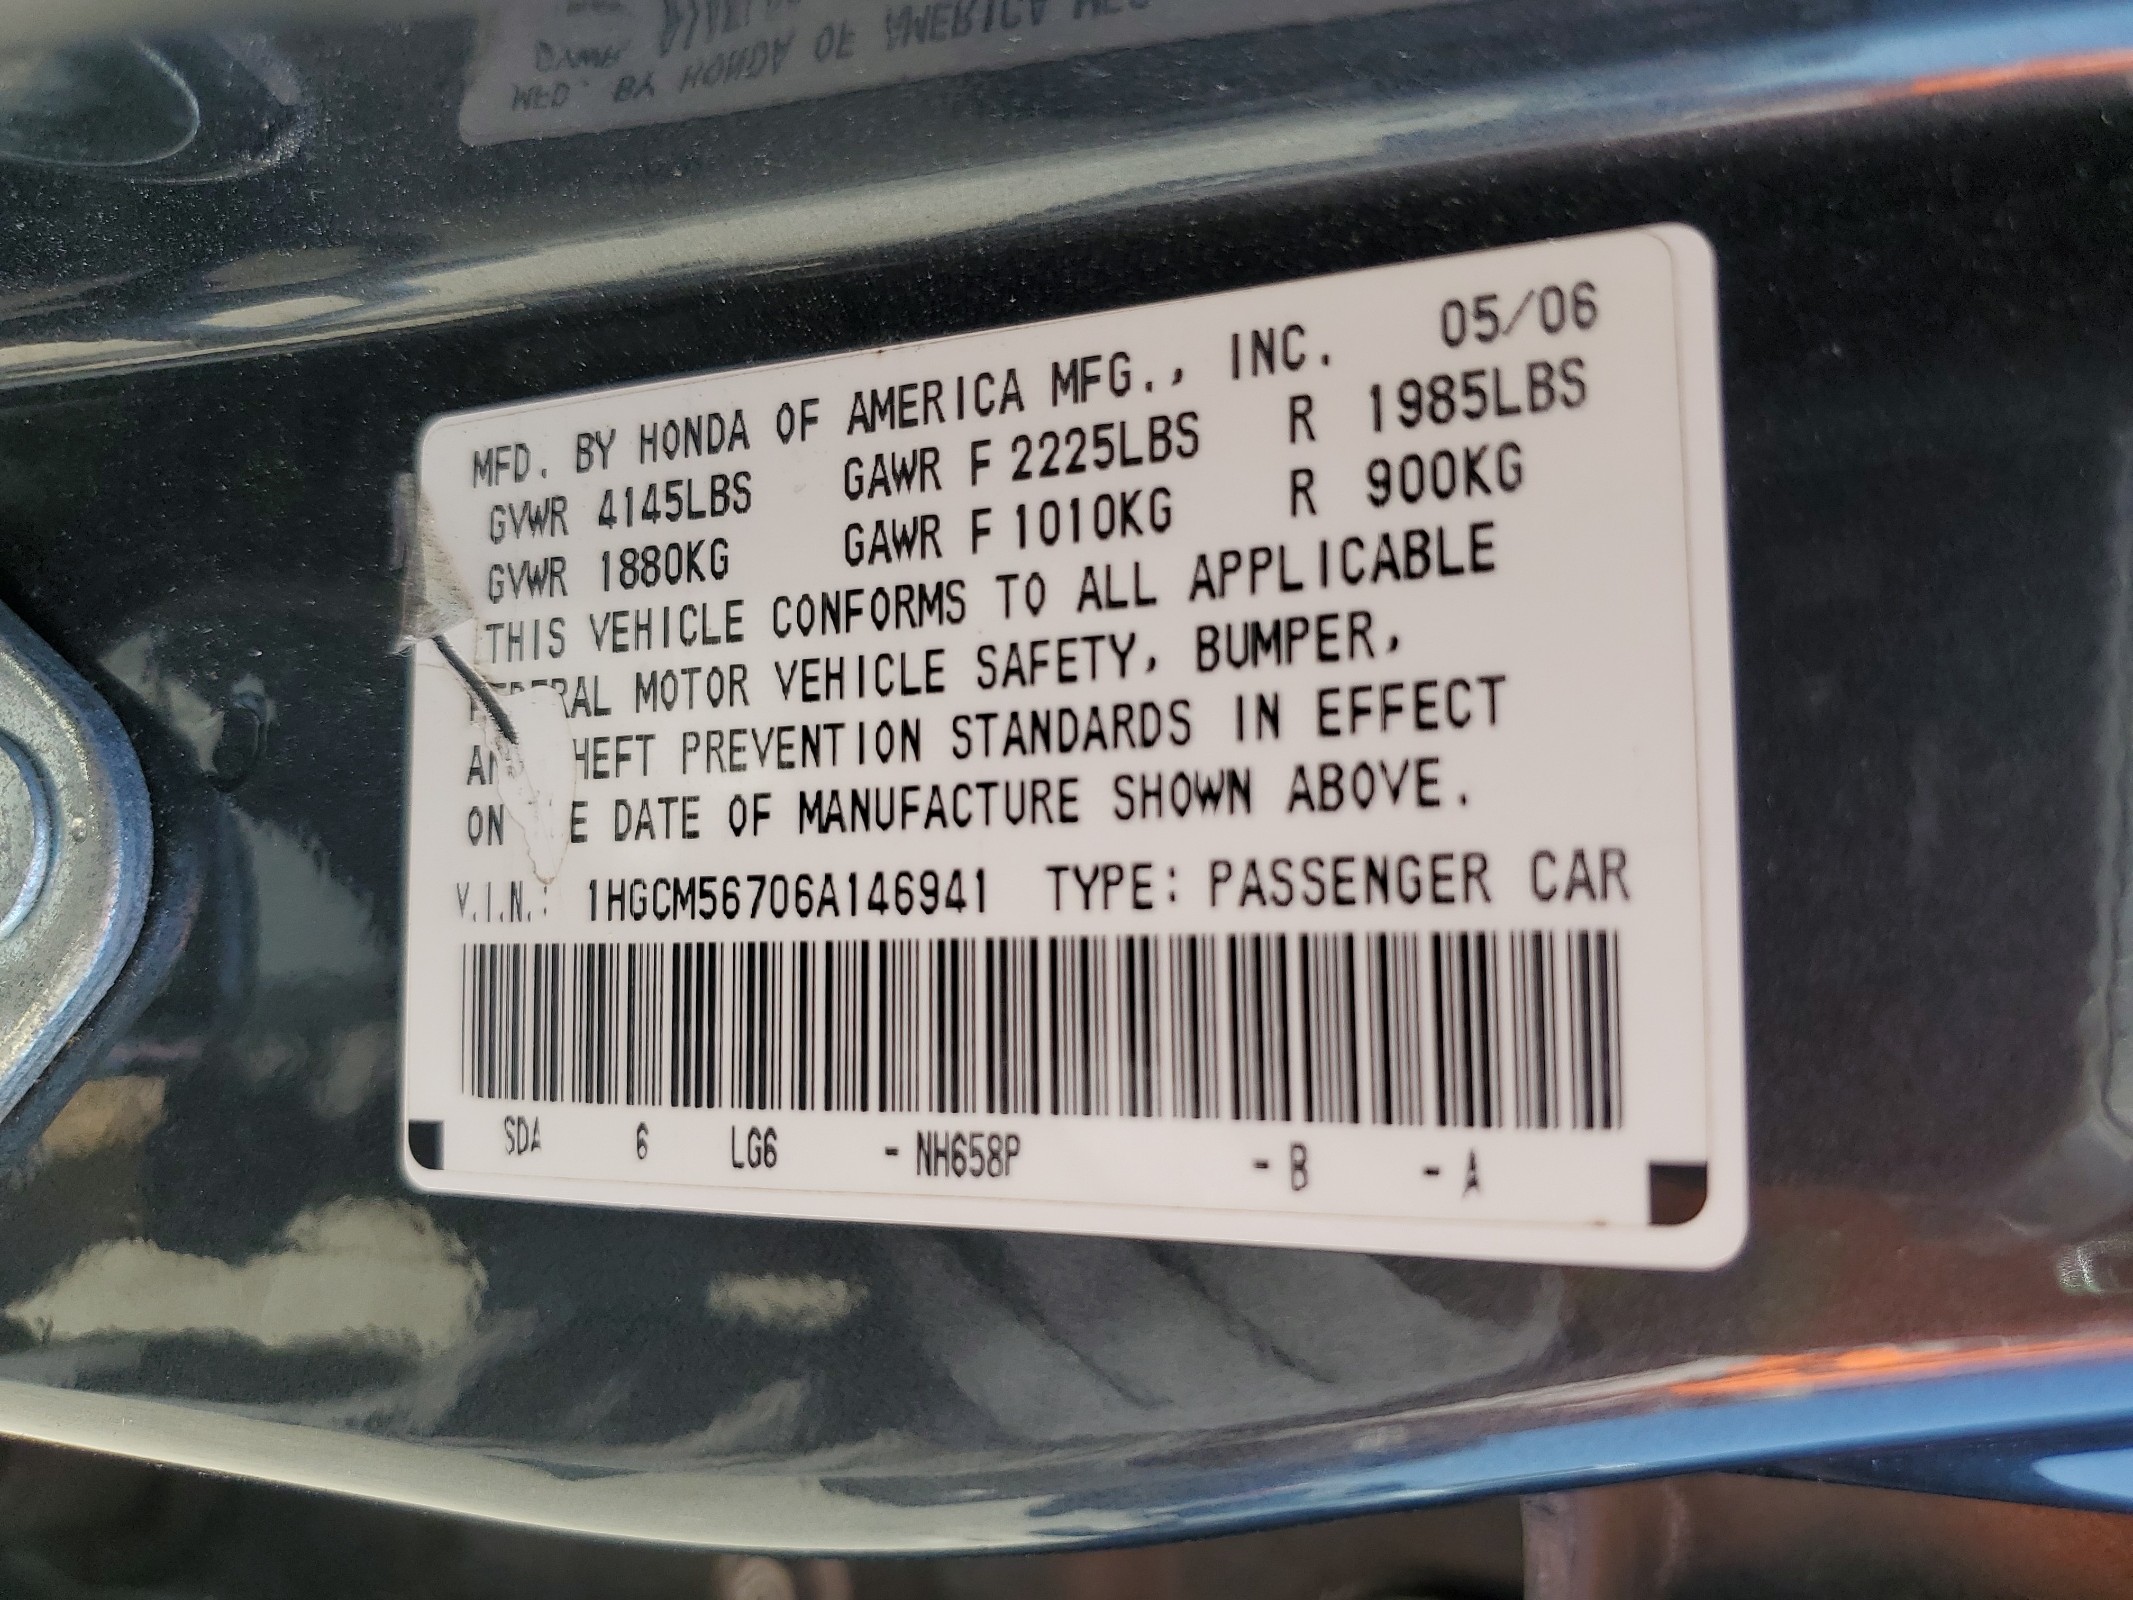 MFD. BY HONDA OF AMERICA MFG., INC. 05/06
GVWR 4145LBS GAWR F 2225LBS R 1985LBS
GVWR 1880KG GAWR F 1010KG R 900KG
THIS VEHICLE CONFORMS TO ALL APPLICABLE
MOTOR VEHICLE SAFETY, BUMPER,
PREVENTION STANDARDS IN EFFECT
ON DATE OF MANUFACTURE SHOWN ABOVE.
V.I.N.: 1HGCM56706A146941 TYPE: PASSENGER CAR
SDA 6 LG6 -NH658P -B -A